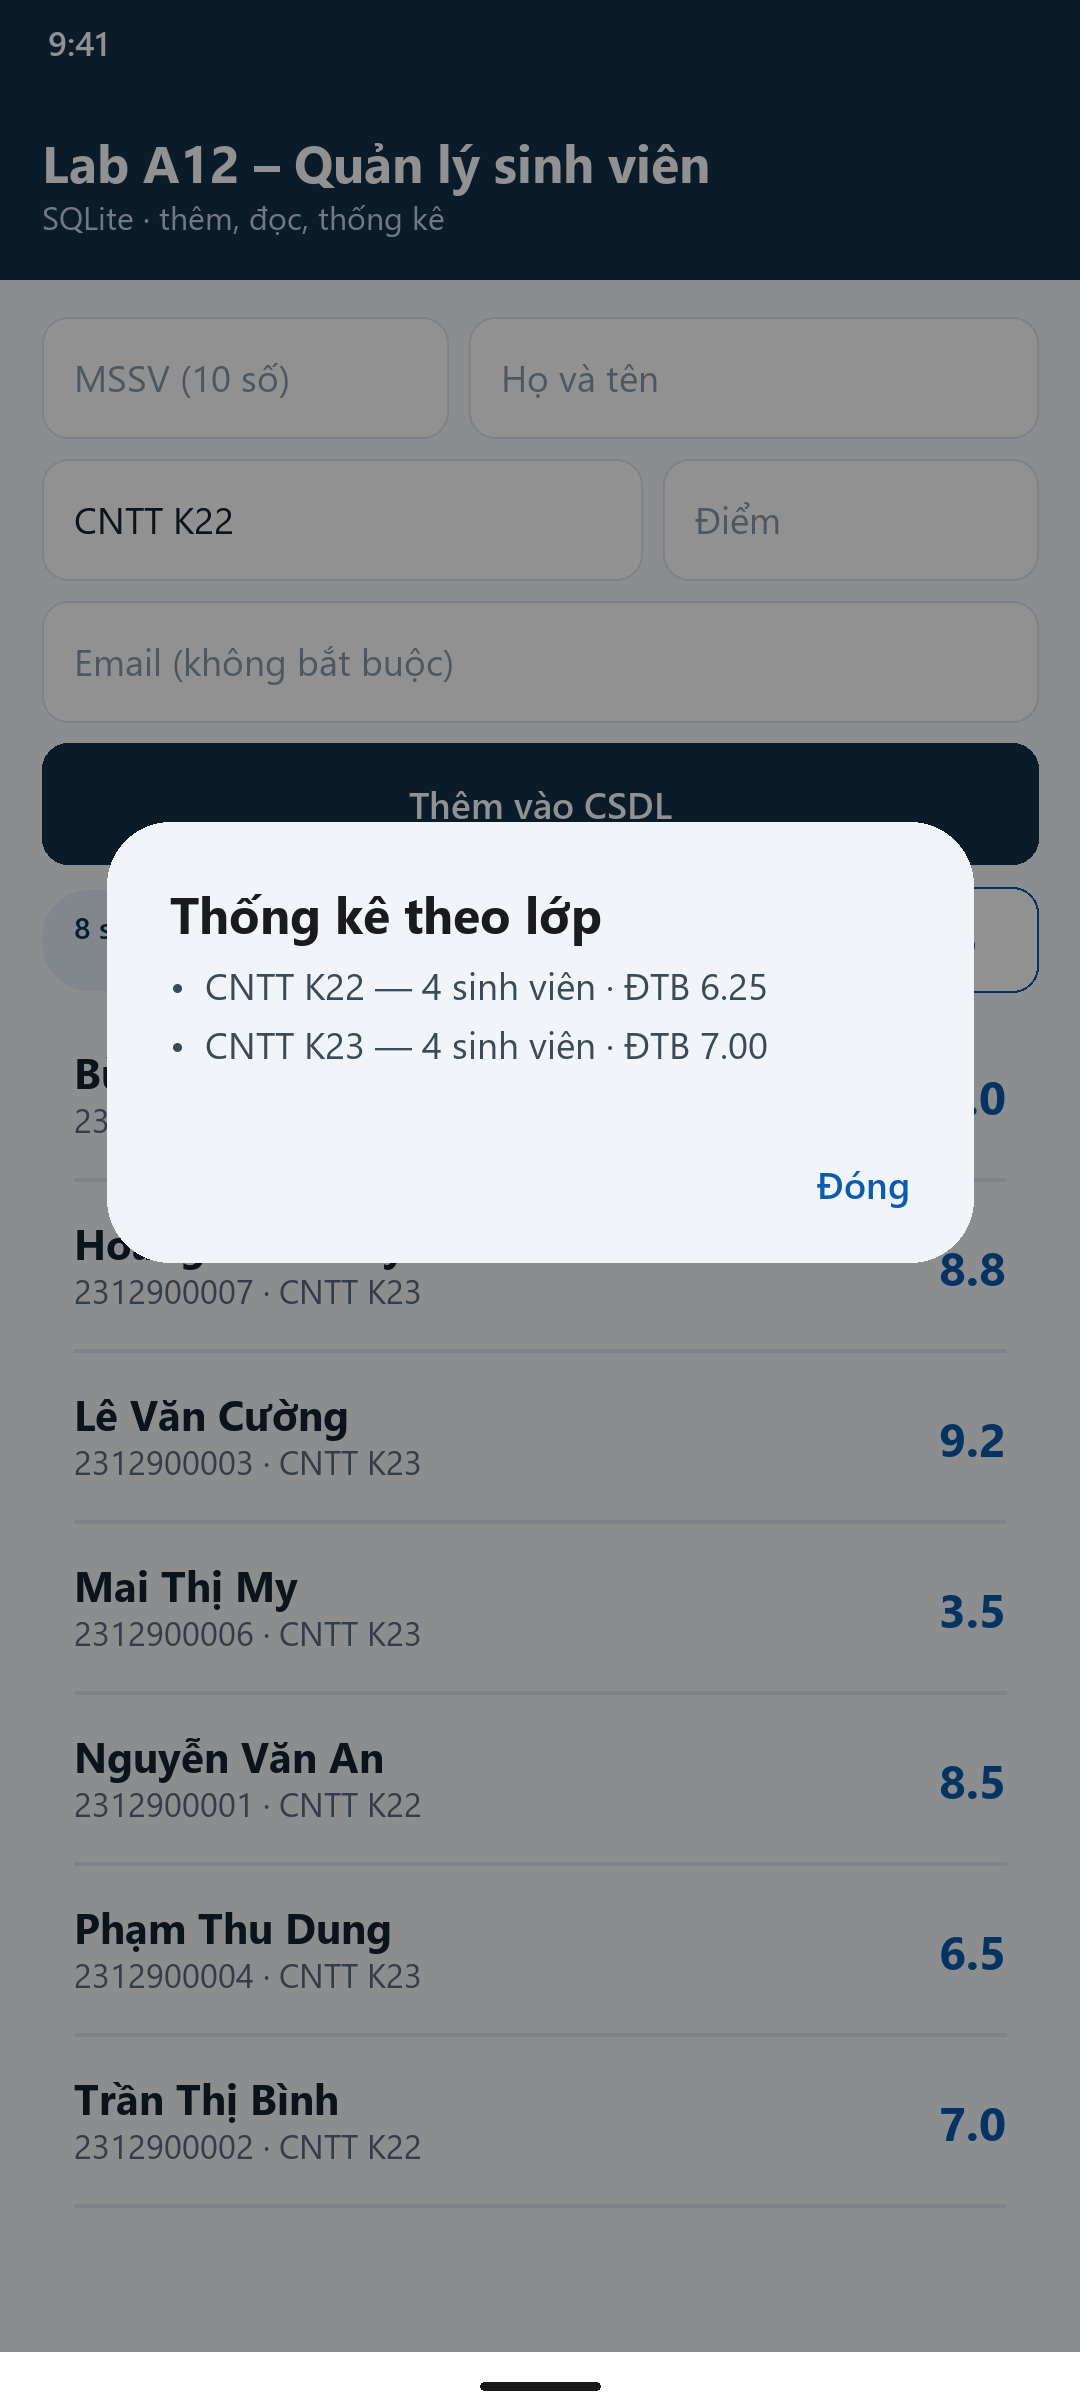 9:41
Lab A12 – Quản lý sinh viên
SQLite · thêm, đọc, thống kê
MSSV (10 số)
Họ và tên
CNTT K22
Điểm
Email (không bắt buộc)
Thêm vào CSDL
8
Thống kê theo lớp
• CNTT K22 — 4 sinh viên · ĐTB 6.25
• CNTT K23 — 4 sinh viên · ĐTB 7.00
Đóng
8.8
2312900007 · CNTT K23
Lê Văn Cường
9.2
2312900003 · CNTT K23
Mai Thị My
3.5
2312900006 · CNTT K23
Nguyễn Văn An
8.5
2312900001 · CNTT K22
Phạm Thu Dung
6.5
2312900004 · CNTT K23
Trần Thị Bình
7.0
2312900002 · CNTT K22